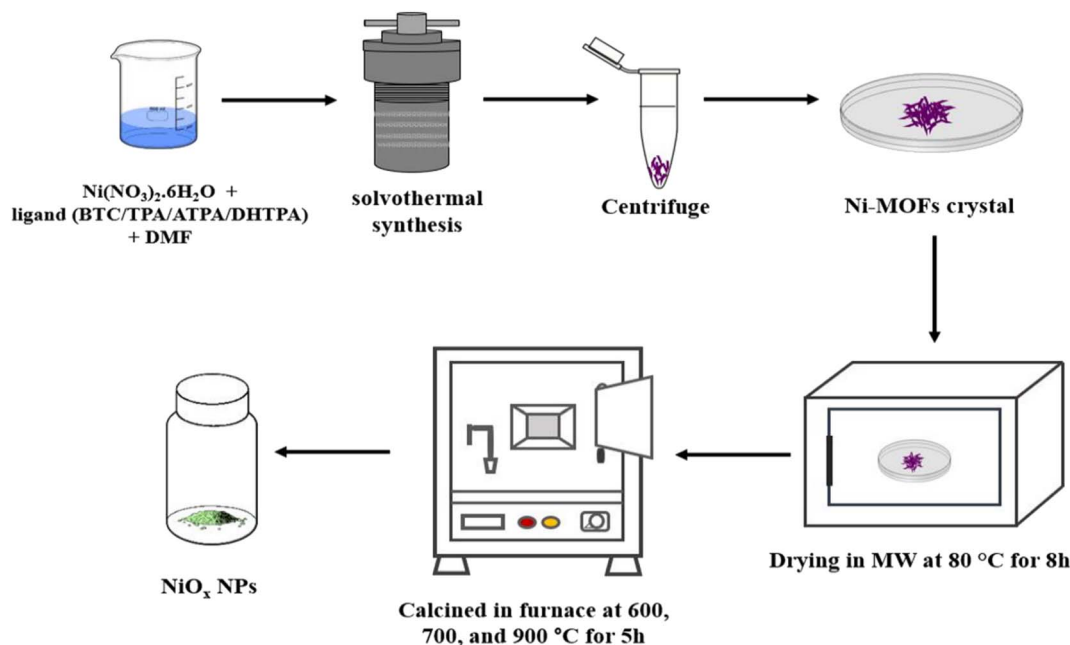 Ni(NO₃)₂.6H₂O +
ligand (BTC/TPA/ATPA/DHTPA)
+ DMF
solvothermal
synthesis
Centrifuge
Ni-MOFs crystal
Drying in MW at 80 °C for 8h
Calcined in furnace at 600,
700, and 900 °C for 5h
NiOₓ NPs